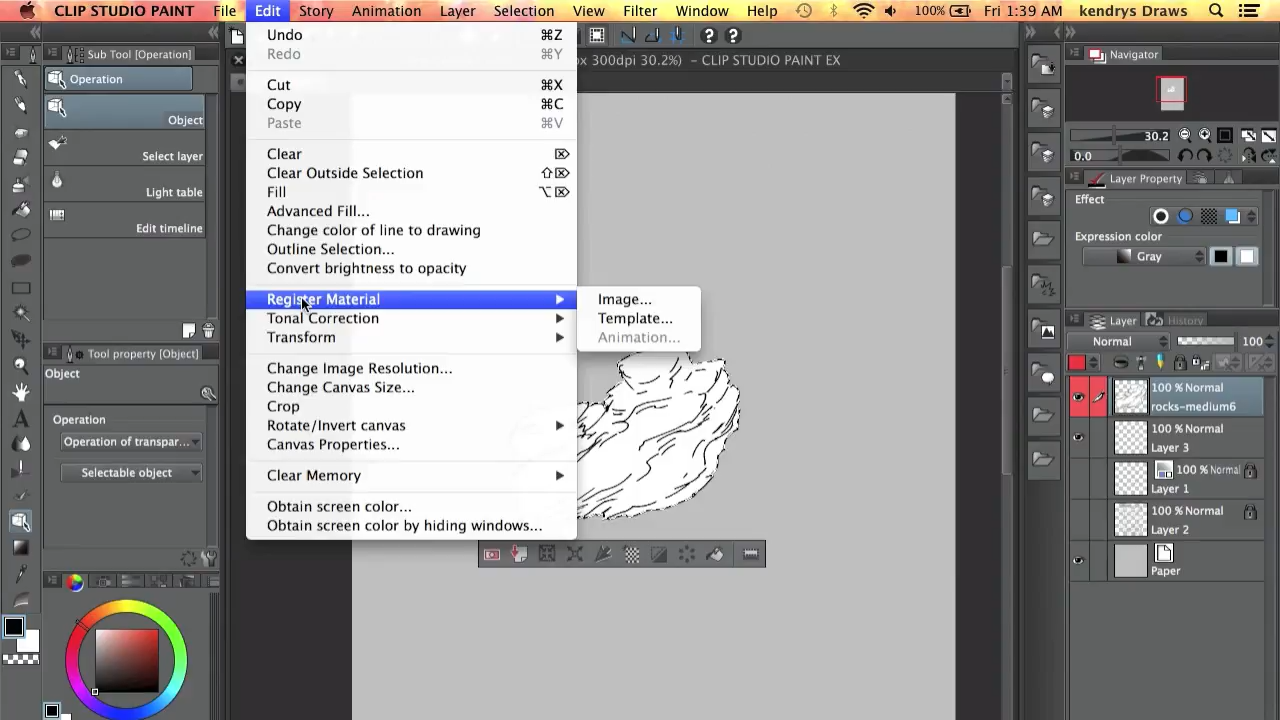 CLIP STUDIO PAINT File Edit Story Animation Layer Selection View Filter Window Help 100% Fri 1:39 AM kendrys Draws
px 300dpi 30.2%) - CLIP STUDIO PAINT EX
Sub Tool [Operation]
Operation
Object
Select layer
Light table
Edit timeline
Tool property [Object]
Object
Operation
Operation of transpar...
Selectable object
Undo ⌘Z
Redo ⌘Y
Cut ⌘X
Copy ⌘C
Paste ⌘V
Clear ⌦
Clear Outside Selection ⇧⌦
Fill ⌥⌦
Advanced Fill...
Change color of line to drawing
Outline Selection...
Convert brightness to opacity
Register Material
Tonal Correction
Transform
Change Image Resolution...
Change Canvas Size...
Crop
Rotate/Invert canvas
Canvas Properties...
Clear Memory
Obtain screen color...
Obtain screen color by hiding windows...
Image...
Template...
Animation...
Navigator
30.2
0.0
Layer Property
Effect
Expression color
Gray
Layer History
Normal 100
100 % Normal
rocks-medium6
100 % Normal
Layer 3
100 % Normal
Layer 1
100 % Normal
Layer 2
Paper